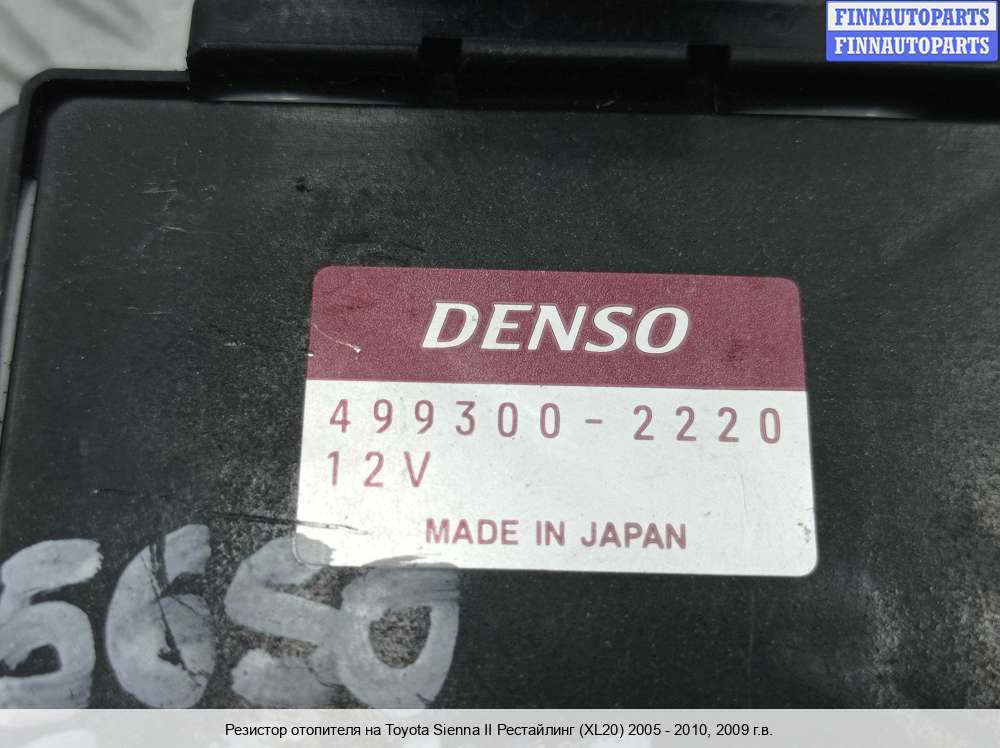 FINNAUTOPARTS
FINNAUTOPARTS
DENSO
499300-2220
12V
MADE IN JAPAN
5650
Резистор отопителя на Toyota Sienna II Рестайлинг (XL20) 2005 - 2010, 2009 г.в.